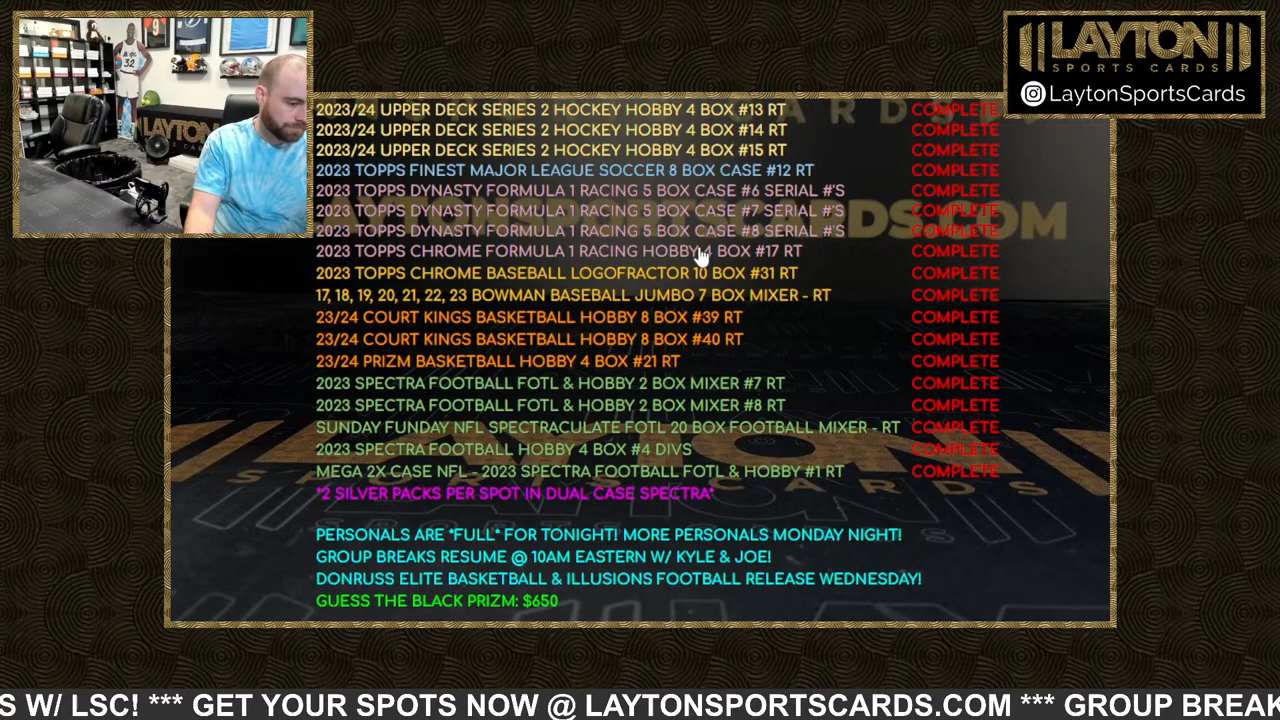 LAYTON
SPORTS CARDS
LaytonSportsCards
32
LAYTON
2023/24 UPPER DECK SERIES 2 HOCKEY HOBBY 4 BOX #13 RT COMPLETE
2023/24 UPPER DECK SERIES 2 HOCKEY HOBBY 4 BOX #14 RT COMPLETE
2023/24 UPPER DECK SERIES 2 HOCKEY HOBBY 4 BOX #15 RT COMPLETE
2023 TOPPS FINEST MAJOR LEAGUE SOCCER 8 BOX CASE #12 RT COMPLETE
2023 TOPPS DYNASTY FORMULA 1 RACING 5 BOX CASE #6 SERIAL #'S COMPLETE
2023 TOPPS DYNASTY FORMULA 1 RACING 5 BOX CASE #7 SERIAL #'S COMPLETE
2023 TOPPS DYNASTY FORMULA 1 RACING 5 BOX CASE #8 SERIAL #'S COMPLETE
2023 TOPPS CHROME FORMULA 1 RACING HOBBY 4 BOX #17 RT COMPLETE
2023 TOPPS CHROME BASEBALL LOGOFRACTOR 10 BOX #31 RT COMPLETE
17, 18, 19, 20, 21, 22, 23 BOWMAN BASEBALL JUMBO 7 BOX MIXER - RT COMPLETE
23/24 COURT KINGS BASKETBALL HOBBY 8 BOX #39 RT COMPLETE
23/24 COURT KINGS BASKETBALL HOBBY 8 BOX #40 RT COMPLETE
23/24 PRIZM BASKETBALL HOBBY 4 BOX #21 RT COMPLETE
2023 SPECTRA FOOTBALL FOTL & HOBBY 2 BOX MIXER #7 RT COMPLETE
2023 SPECTRA FOOTBALL FOTL & HOBBY 2 BOX MIXER #8 RT COMPLETE
SUNDAY FUNDAY NFL SPECTRACULATE FOTL 20 BOX FOOTBALL MIXER - RT COMPLETE
2023 SPECTRA FOOTBALL HOBBY 4 BOX #4 DIVS COMPLETE
MEGA 2X CASE NFL - 2023 SPECTRA FOOTBALL FOTL & HOBBY #1 RT COMPLETE
*2 SILVER PACKS PER SPOT IN DUAL CASE SPECTRA*
PERSONALS ARE *FULL* FOR TONIGHT! MORE PERSONALS MONDAY NIGHT!
GROUP BREAKS RESUME @ 10AM EASTERN W/ KYLE & JOE!
DONRUSS ELITE BASKETBALL & ILLUSIONS FOOTBALL RELEASE WEDNESDAY!
GUESS THE BLACK PRIZM: $650
S W/ LSC! *** GET YOUR SPOTS NOW @ LAYTONSPORTSCARDS.COM *** GROUP BREAK